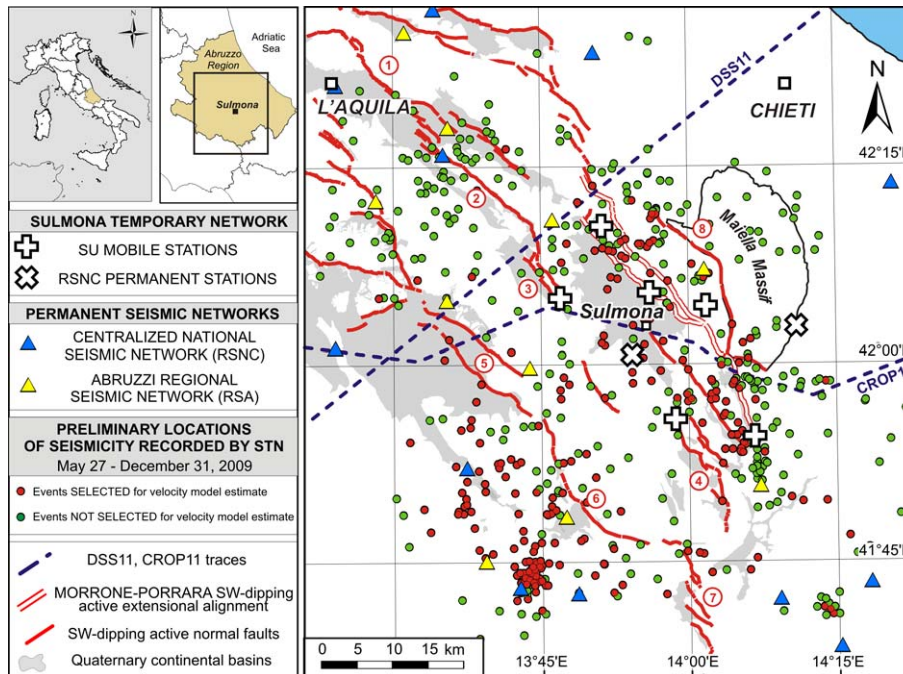 N
Abruzzo
Region
Adriatic
Sea
Sulmona
SULMONA TEMPORARY NETWORK
SU MOBILE STATIONS
RSNC PERMANENT STATIONS
PERMANENT SEISMIC NETWORKS
CENTRALIZED NATIONAL
SEISMIC NETWORK (RSNC)
ABRUZZI REGIONAL
SEISMIC NETWORK (RSA)
PRELIMINARY LOCATIONS
OF SEISMICITY RECORDED BY STN
May 27 - December 31, 2009
Events SELECTED for velocity model estimate
Events NOT SELECTED for velocity model estimate
DSS11, CROP11 traces
MORRONE-PORRARA SW-dipping
active extensional alignment
SW-dipping active normal faults
Quaternary continental basins
1
L'AQUILA
DSS11
CHIETI
N
42°15'N
2
8
Maiella Massif
3
Sulmona
5
42°00'N
CROP1
4
6
41°45'N
7
0 5 10 15 km
13°45'E
14°00'E
14°15'E